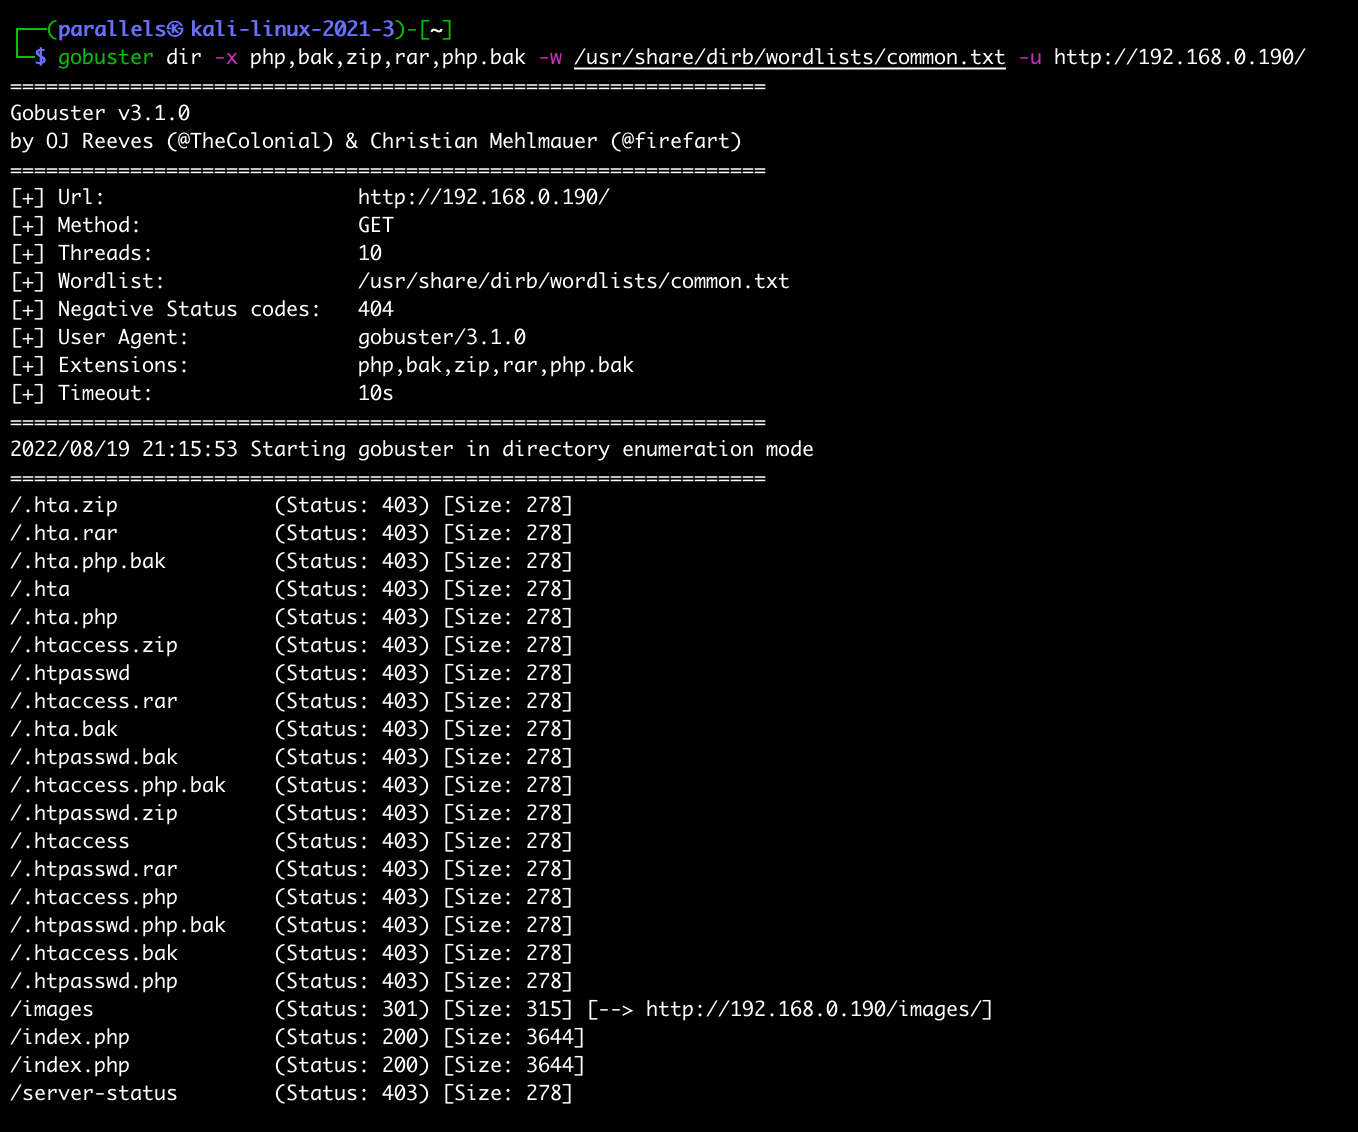 ┌──(parallels㉿kali-linux-2021-3)-[~]
└─$ gobuster dir -x php,bak,zip,rar,php.bak -w /usr/share/dirb/wordlists/common.txt -u http://192.168.0.190/
===============================================================
Gobuster v3.1.0
by OJ Reeves (@TheColonial) & Christian Mehlmauer (@firefart)
===============================================================
[+] Url:                     http://192.168.0.190/
[+] Method:                  GET
[+] Threads:                 10
[+] Wordlist:                /usr/share/dirb/wordlists/common.txt
[+] Negative Status codes:   404
[+] User Agent:              gobuster/3.1.0
[+] Extensions:              php,bak,zip,rar,php.bak
[+] Timeout:                 10s
===============================================================
2022/08/19 21:15:53 Starting gobuster in directory enumeration mode
===============================================================
/.hta.zip             (Status: 403) [Size: 278]
/.hta.rar             (Status: 403) [Size: 278]
/.hta.php.bak         (Status: 403) [Size: 278]
/.hta                 (Status: 403) [Size: 278]
/.hta.php             (Status: 403) [Size: 278]
/.htaccess.zip        (Status: 403) [Size: 278]
/.htpasswd            (Status: 403) [Size: 278]
/.htaccess.rar        (Status: 403) [Size: 278]
/.hta.bak             (Status: 403) [Size: 278]
/.htpasswd.bak        (Status: 403) [Size: 278]
/.htaccess.php.bak    (Status: 403) [Size: 278]
/.htpasswd.zip        (Status: 403) [Size: 278]
/.htaccess            (Status: 403) [Size: 278]
/.htpasswd.rar        (Status: 403) [Size: 278]
/.htaccess.php        (Status: 403) [Size: 278]
/.htpasswd.php.bak    (Status: 403) [Size: 278]
/.htaccess.bak        (Status: 403) [Size: 278]
/.htpasswd.php        (Status: 403) [Size: 278]
/images               (Status: 301) [Size: 315] [--> http://192.168.0.190/images/]
/index.php            (Status: 200) [Size: 3644]
/index.php            (Status: 200) [Size: 3644]
/server-status        (Status: 403) [Size: 278]